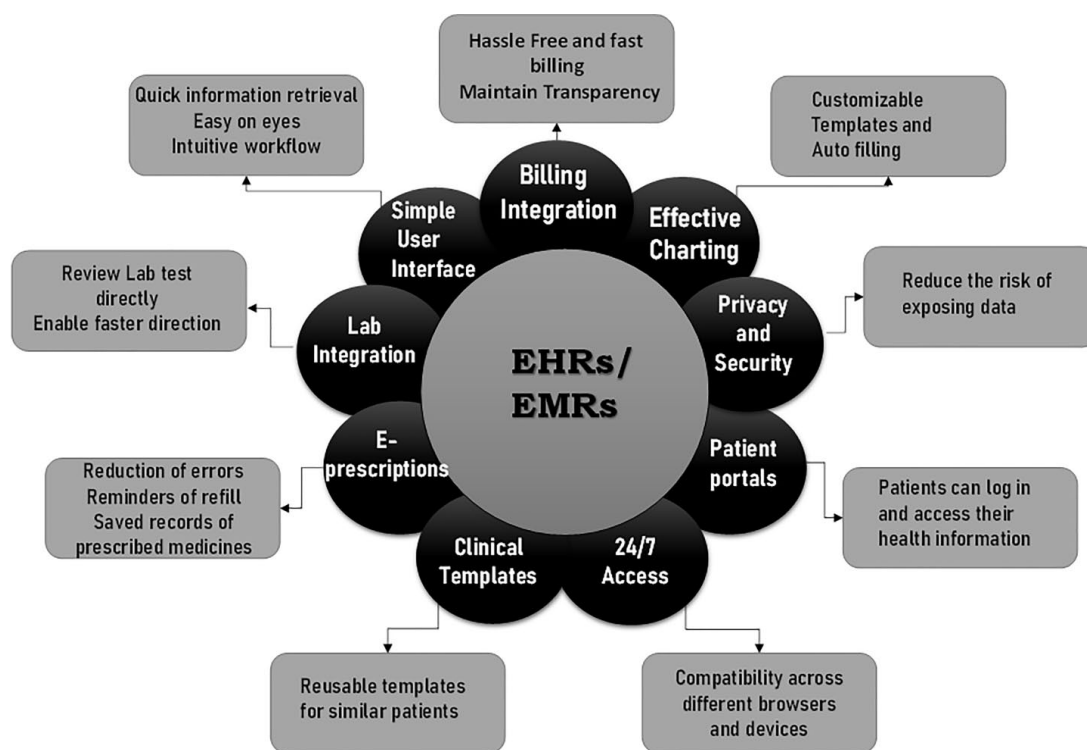 Hassle Free and fast
billing
Maintain Transparency
Quick information retrieval
Easy on eyes
Intuitive workflow
Customizable
Templates and
Auto filling
Billing
Integration
Simple
User
Interface
Effective
Charting
Review Lab test
directly
Enable faster direction
Lab
Integration
Privacy
and
Security
Reduce the risk of
exposing data
EHRs/
EMRs
E-
prescriptions
Reduction of errors
Reminders of refill
Saved records of
prescribed medicines
Patient
portals
Patients can log in
and access their
health information
Clinical
Templates
24/7
Access
Reusable templates
for similar patients
Compatibility across
different browsers
and devices